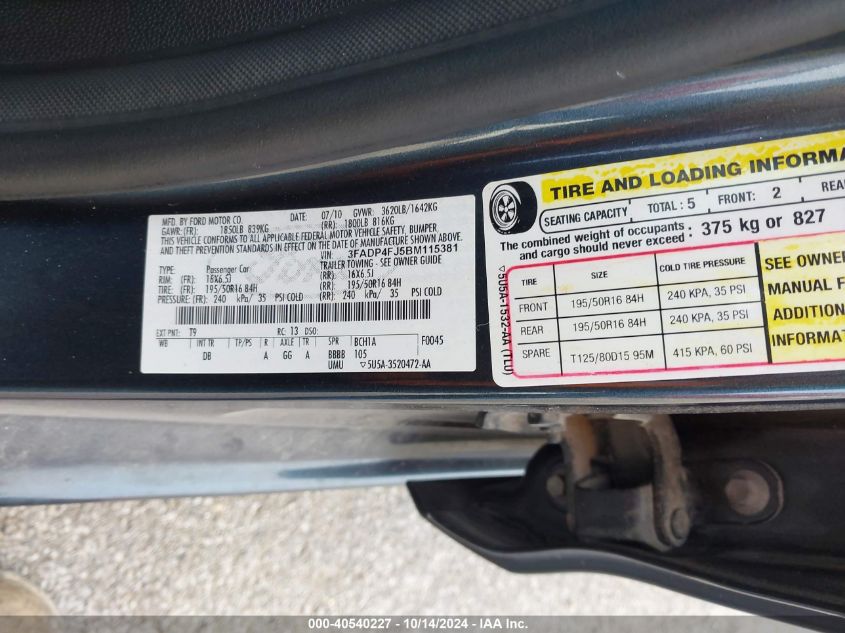 MFD. BY FORD MOTOR CO.
DATE: 07/10 GVWR: 3620LB/1642KG
GAWR: (FR): 1850LB 839KG (RR): 1800LB 816KG
THIS VEHICLE CONFORMS TO ALL APPLICABLE FEDERAL MOTOR VEHICLE SAFETY, BUMPER,
AND THEFT PREVENTION STANDARDS IN EFFECT ON THE DATE OF MANUFACTURE SHOWN ABOVE.
VIN: 3FADP4FJ5BM115381
TYPE: Passenger Car TRAILER TOWING - SEE OWNER GUIDE
RIM: (FR): 16X6.5J (RR): 16X6.5J
TIRE: (FR): 195/50R16 84H (RR): 195/50R16 84H
PRESSURE: (FR): 240 kPa/ 35 PSI COLD (RR): 240 kPa/ 35 PSI COLD
EXT PNT: T9 RC: 13 DSO: F0045
WB INT TR TP/PS R AXLE TR SPR BCH1A
DB A GG A BBBB 105
UMU ▽5U5A-3520472-AA
TIRE AND LOADING INFORMA
SEATING CAPACITY TOTAL : 5 FRONT: 2 REA
The combined weight of occupants
and cargo should never exceed : 375 kg or 827
▽5U5A-1532-AA (TLU)
TIRE SIZE COLD TIRE PRESSURE
FRONT 195/50R16 84H 240 KPA, 35 PSI
REAR 195/50R16 84H 240 KPA, 35 PSI
SPARE T125/80D15 95M 415 KPA, 60 PSI
SEE OWNER
MANUAL F
ADDITION
INFORM
000-40540227 - 10/14/2024 - IAA Inc.